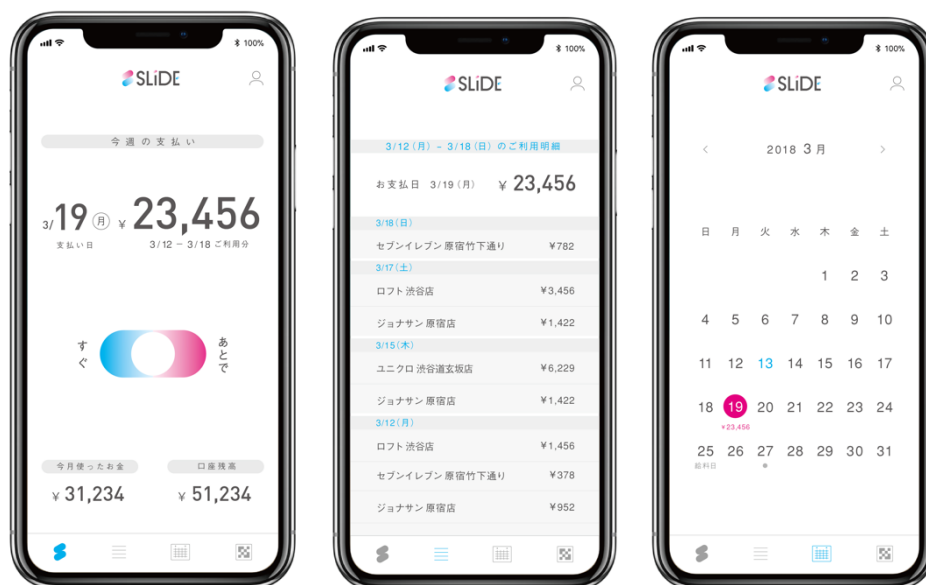 100%
SLiDE
今週の支払い
3/19 月 ¥ 23,456
支払い日 3/12 − 3/18 ご利用分
すぐ
あとで
今月使ったお金 口座残高
¥ 31,234 ¥ 51,234
100%
SLiDE
3/12(月) − 3/18(日) のご利用明細
お支払日 3/19(月) ¥ 23,456
3/18(日)
セブンイレブン 原宿竹下通り ¥782
3/17(土)
ロフト 渋谷店 ¥3,456
ジョナサン 原宿店 ¥1,422
3/15(木)
ユニクロ 渋谷道玄坂店 ¥6,229
ジョナサン 原宿店 ¥1,422
3/12(月)
ロフト 渋谷店 ¥1,456
セブンイレブン 原宿竹下通り ¥378
ジョナサン 原宿店 ¥952
100%
SLiDE
< 2018 3月 >
日 月 火 水 木 金 土
1 2 3
4 5 6 7 8 9 10
11 12 13 14 15 16 17
18 19 20 21 22 23 24
¥23,456
25 26 27 28 29 30 31
給料日